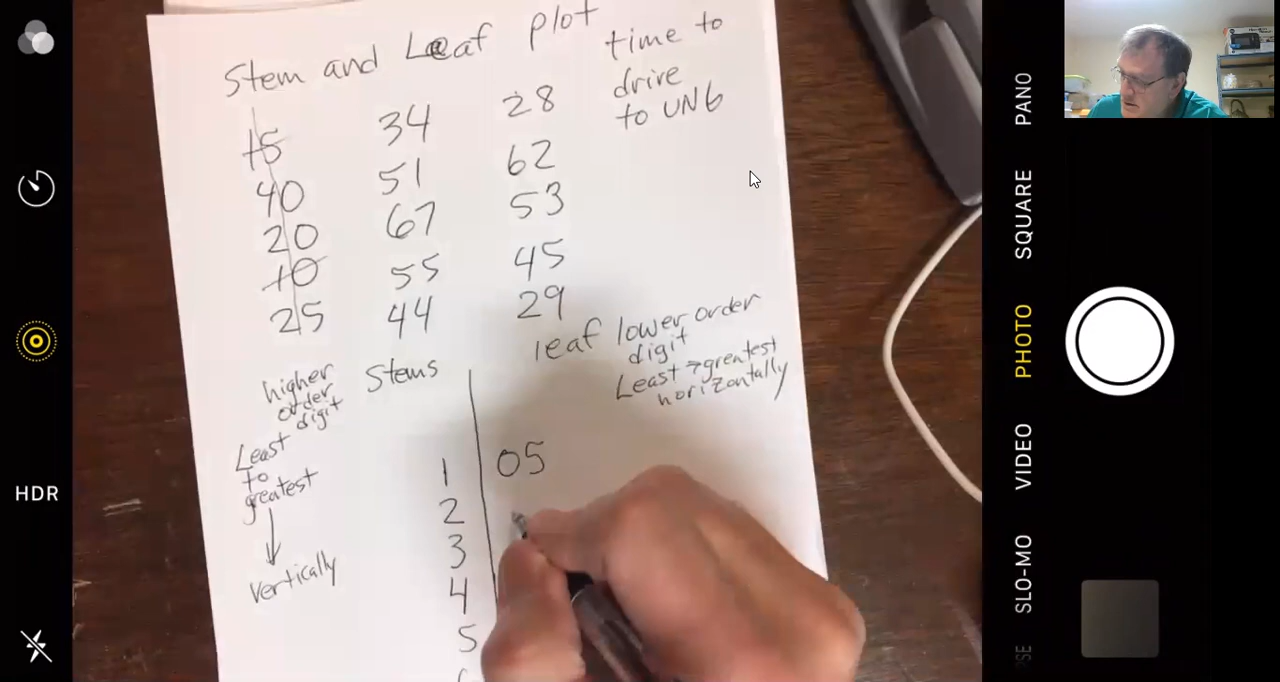 Stem and Leaf plot
time to
drive
to UNG
15 34 28
40 51 62
20 67 53
10 55 45
25 44 29
higher
order
digit
Stems
leaf lower order
digit
Least → greatest
horizontally
Least
to
greatest
↓
vertically
1 05
2
3
4
5
HDR
PANO
SQUARE
PHOTO
VIDEO
SLO-MO